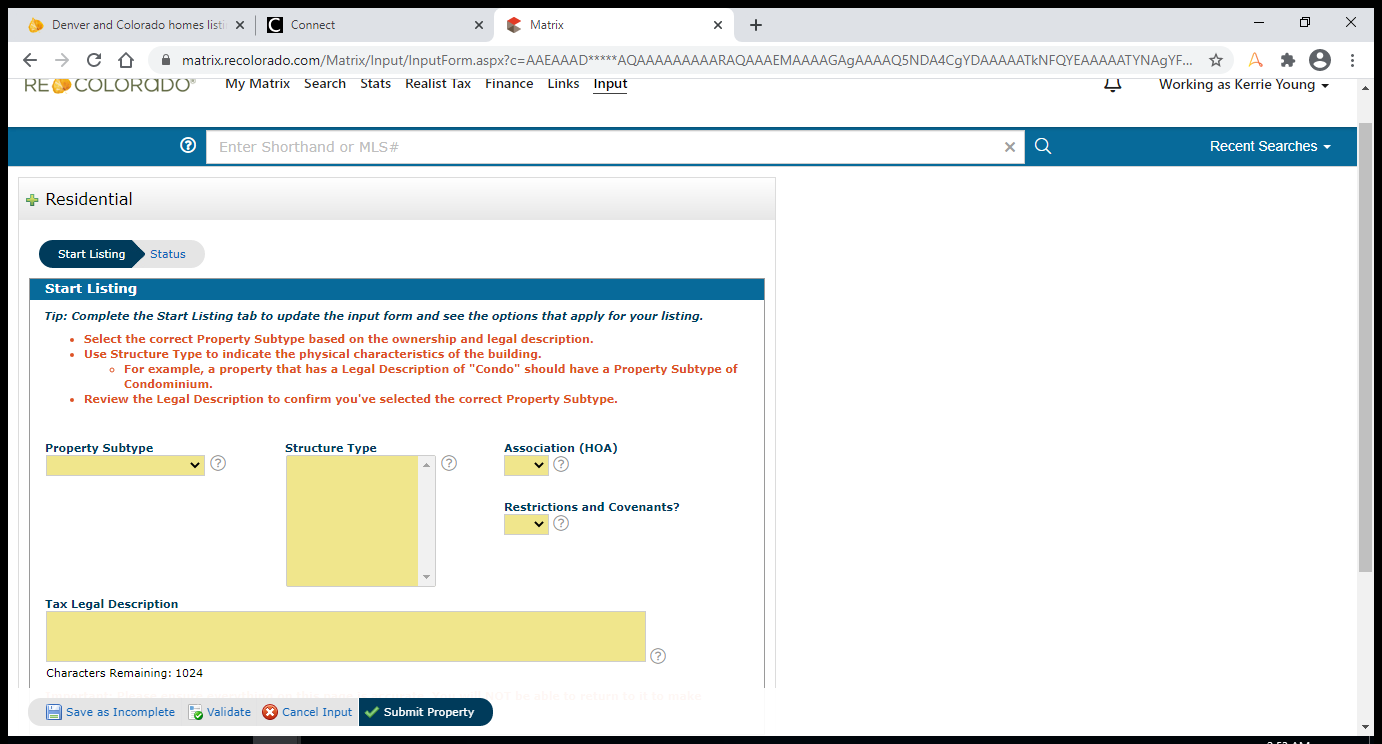 Denver and Colorado homes listi
Connect
Matrix
matrix.recolorado.com/Matrix/Input/InputForm.aspx?c=AAEAAAD*****AQAAAAAAAAARAQAAAEMAAAAGAgAAAAQ5NDA4CgYDAAAAATkNFQYEAAAAATYNAgYF...
RECOLORADO®
My Matrix Search Stats Realist Tax Finance Links Input
Working as Kerrie Young
Enter Shorthand or MLS#
Recent Searches
Residential
Start Listing Status
Start Listing
Tip: Complete the Start Listing tab to update the input form and see the options that apply for your listing.
Select the correct Property Subtype based on the ownership and legal description.
Use Structure Type to indicate the physical characteristics of the building.
For example, a property that has a Legal Description of "Condo" should have a Property Subtype of
Condominium.
Review the Legal Description to confirm you've selected the correct Property Subtype.
Property Subtype
Structure Type
Association (HOA)
Restrictions and Covenants?
Tax Legal Description
Characters Remaining: 1024
Save as Incomplete Validate Cancel Input Submit Property